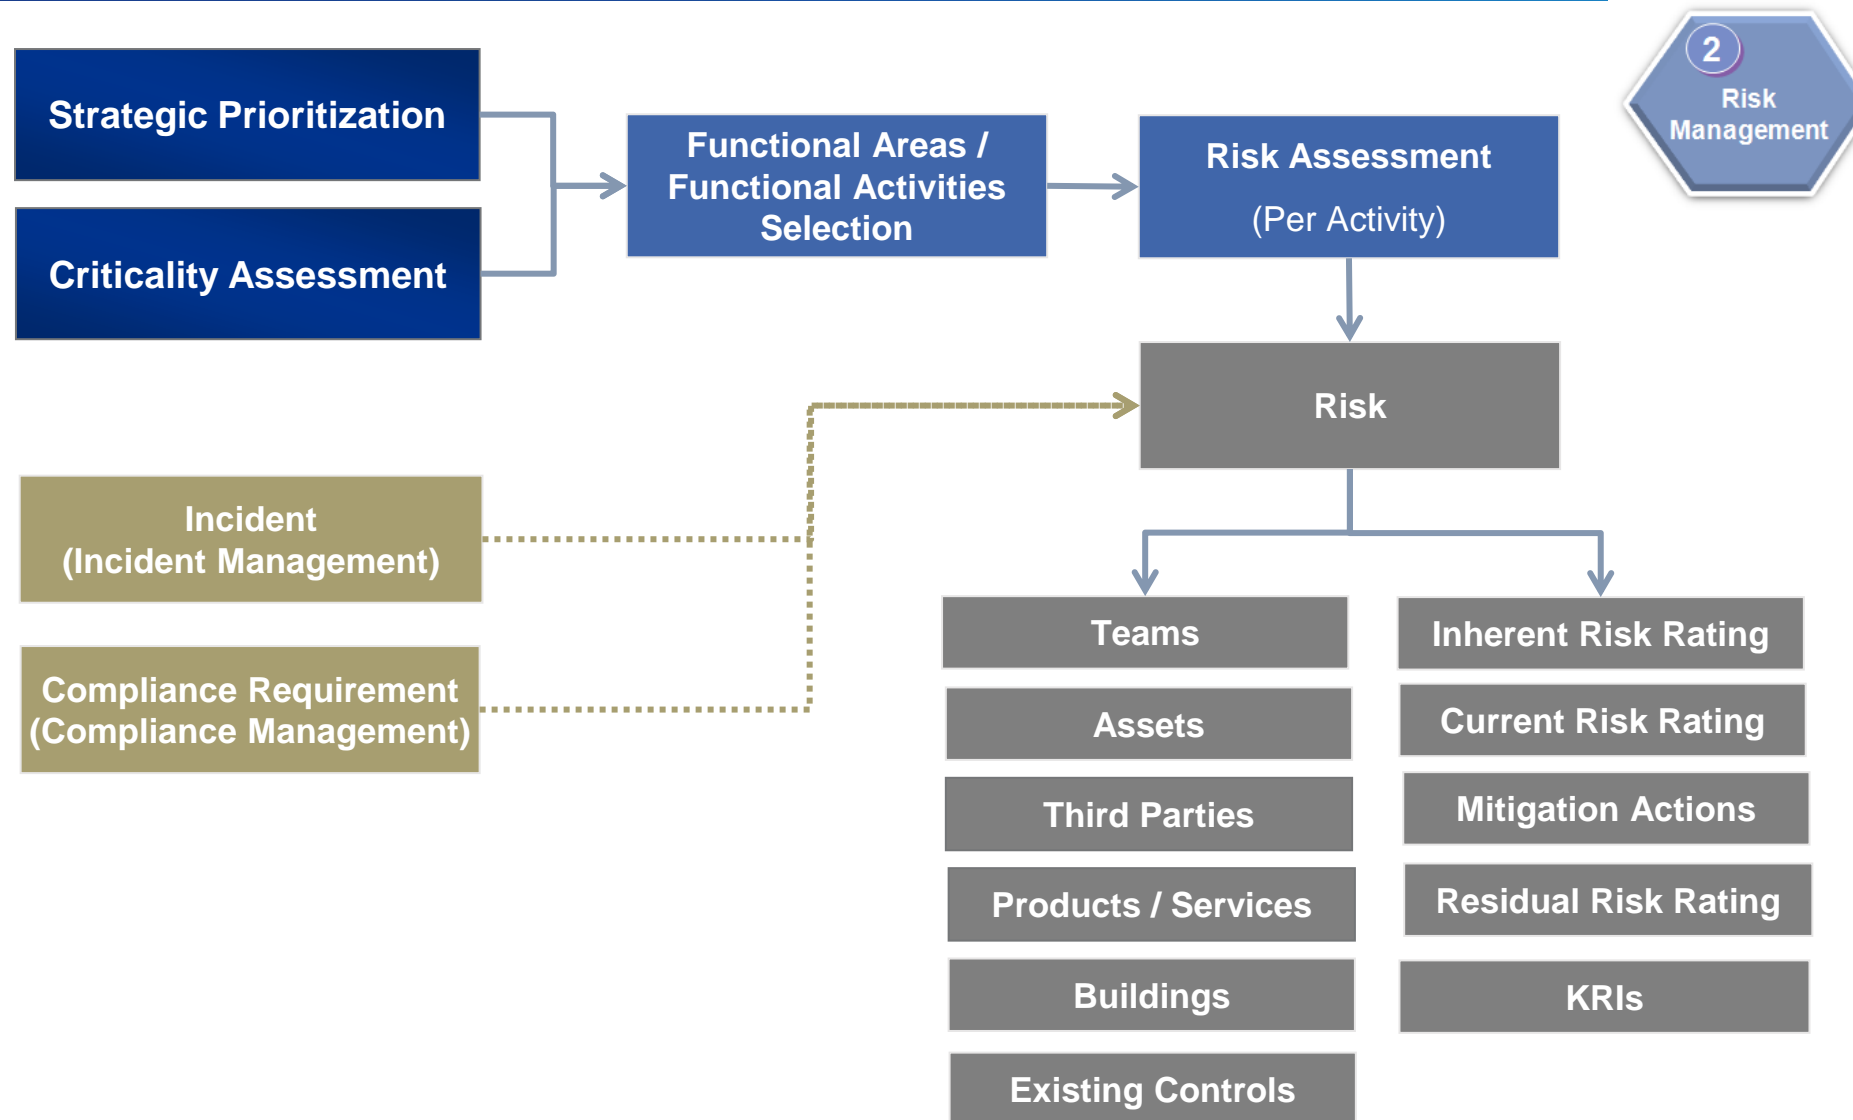 2
Risk
Management
Strategic Prioritization
Criticality Assessment
Functional Areas /
Functional Activities
Selection
Risk Assessment
(Per Activity)
Risk
Incident
(Incident Management)
Compliance Requirement
(Compliance Management)
Teams
Assets
Third Parties
Products / Services
Buildings
Existing Controls
Inherent Risk Rating
Current Risk Rating
Mitigation Actions
Residual Risk Rating
KRIs